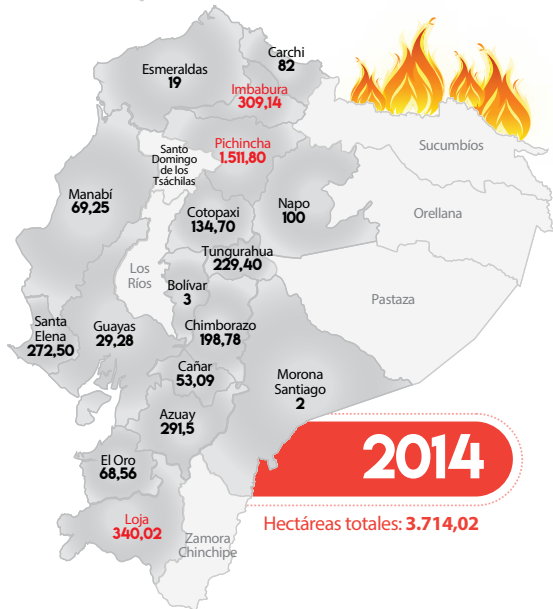 Carchi
82
Esmeraldas
19
Imbabura
309,14
Pichincha
1.511,80
Sucumbíos
Santo
Domingo
de los
Tsáchilas
Manabí
69,25
Cotopaxi
134,70
Napo
100
Orellana
Tungurahua
229,40
Los
Ríos
Bolívar
3
Pastaza
Santa
Elena
272,50
Guayas
29,28
Chimborazo
198,78
Cañar
53,09
Morona
Santiago
2
Azuay
291,5
El Oro
68,56
2014
Hectáreas totales: 3.714,02
Loja
340,02
Zamora
Chinchipe